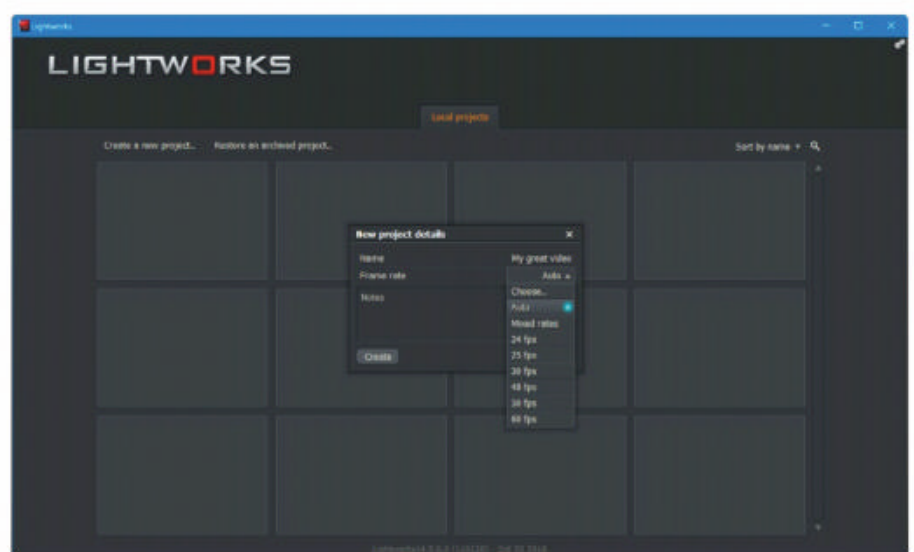 Lightworks
LIGHTWORKS
Local projects
Create a new project.. Restore an archived project..
Sort by name
New project details
Name My great video
Frame rate Auto
Notes
Choose..
Auto
Mixed rates
24 fps
25 fps
30 fps
48 fps
60 fps
Create